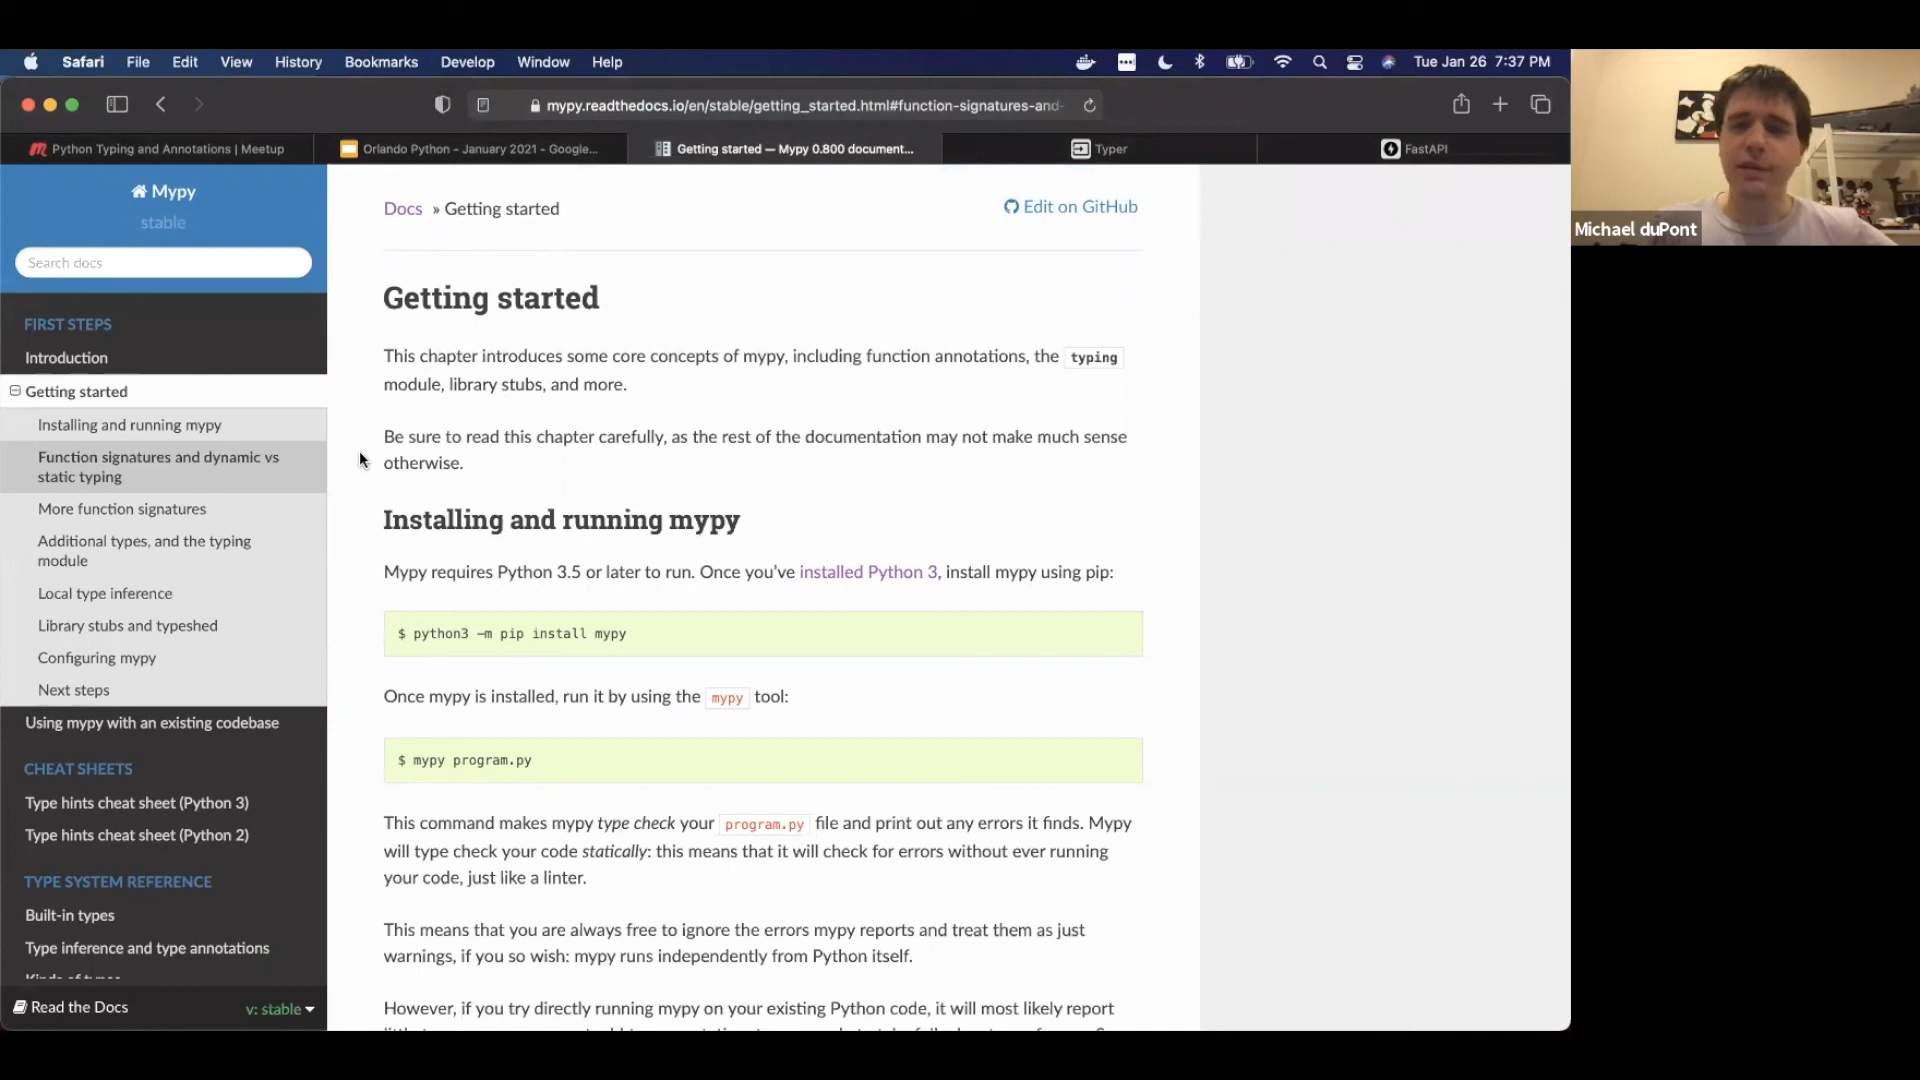 Safari File Edit View History Bookmarks Develop Window Help Tue Jan 26 7:37 PM
mypy.readthedocs.io/en/stable/getting_started.html#function-signatures-and-
Python Typing and Annotations | Meetup
Orlando Python - January 2021 - Google...
Getting started — Mypy 0.800 document...
Typer
FastAPI
Michael duPont
Mypy
stable
Search docs
FIRST STEPS
Introduction
Getting started
Installing and running mypy
Function signatures and dynamic vs
static typing
More function signatures
Additional types, and the typing
module
Local type inference
Library stubs and typeshed
Configuring mypy
Next steps
Using mypy with an existing codebase
CHEAT SHEETS
Type hints cheat sheet (Python 3)
Type hints cheat sheet (Python 2)
TYPE SYSTEM REFERENCE
Built-in types
Type inference and type annotations
Kinds of types
Read the Docs v: stable
Docs » Getting started
Edit on GitHub
Getting started
This chapter introduces some core concepts of mypy, including function annotations, the typing
module, library stubs, and more.
Be sure to read this chapter carefully, as the rest of the documentation may not make much sense
otherwise.
Installing and running mypy
Mypy requires Python 3.5 or later to run. Once you’ve installed Python 3, install mypy using pip:
$ python3 -m pip install mypy
Once mypy is installed, run it by using the mypy tool:
$ mypy program.py
This command makes mypy type check your program.py file and print out any errors it finds. Mypy
will type check your code statically: this means that it will check for errors without ever running
your code, just like a linter.
This means that you are always free to ignore the errors mypy reports and treat them as just
warnings, if you so wish: mypy runs independently from Python itself.
However, if you try directly running mypy on your existing Python code, it will most likely report